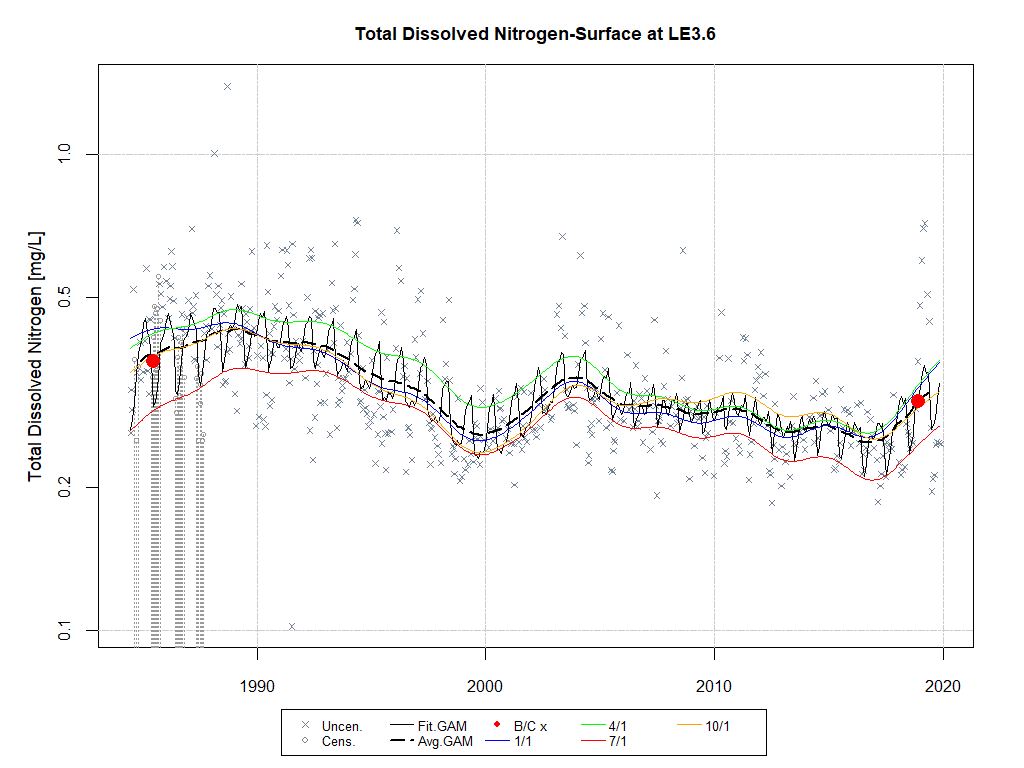 Total Dissolved Nitrogen-Surface at LE3.6
Total Dissolved Nitrogen [mg/L]
1.0
0.5
0.2
0.1
1990 2000 2010 2020
Uncen. Fit.GAM B/C x 4/1 10/1
Cens. Avg.GAM 1/1 7/1